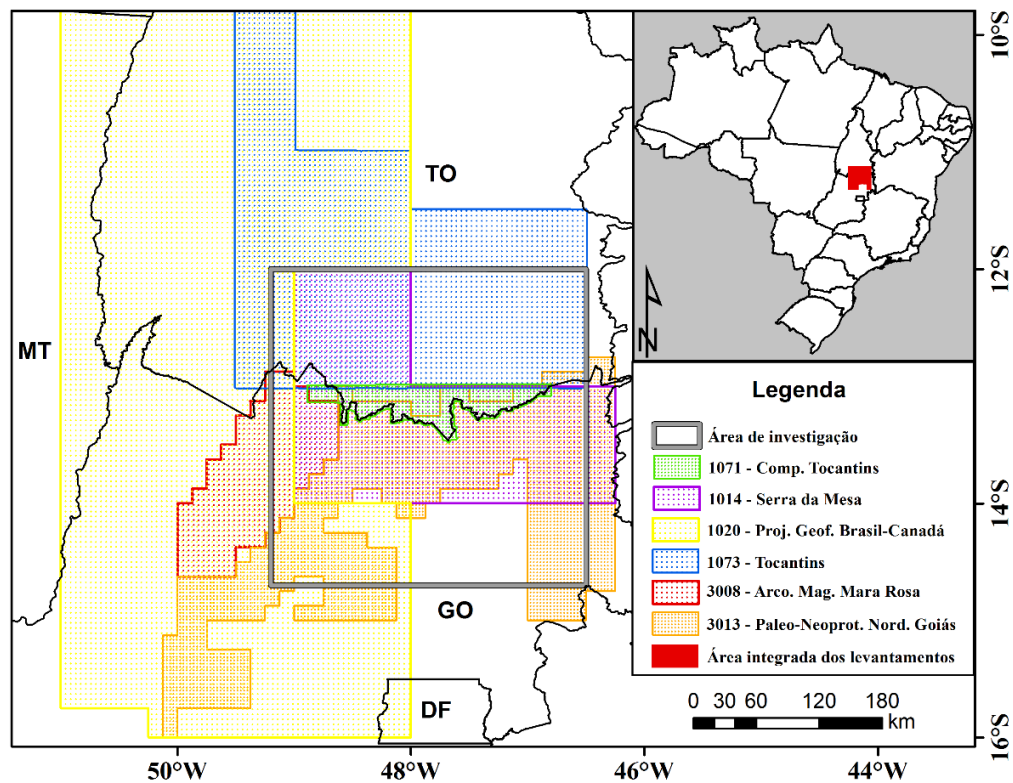 10°S
TO
12°S
MT
N
Legenda
Área de investigação
1071 - Comp. Tocantins
1014 - Serra da Mesa
1020 - Proj. Geof. Brasil-Canadá
1073 - Tocantins
3008 - Arco. Mag. Mara Rosa
3013 - Paleo-Neoprot. Nord. Goiás
Área integrada dos levantamentos
14°S
GO
DF
0 30 60 120 180
km
16°S
50°W 48°W 46°W 44°W